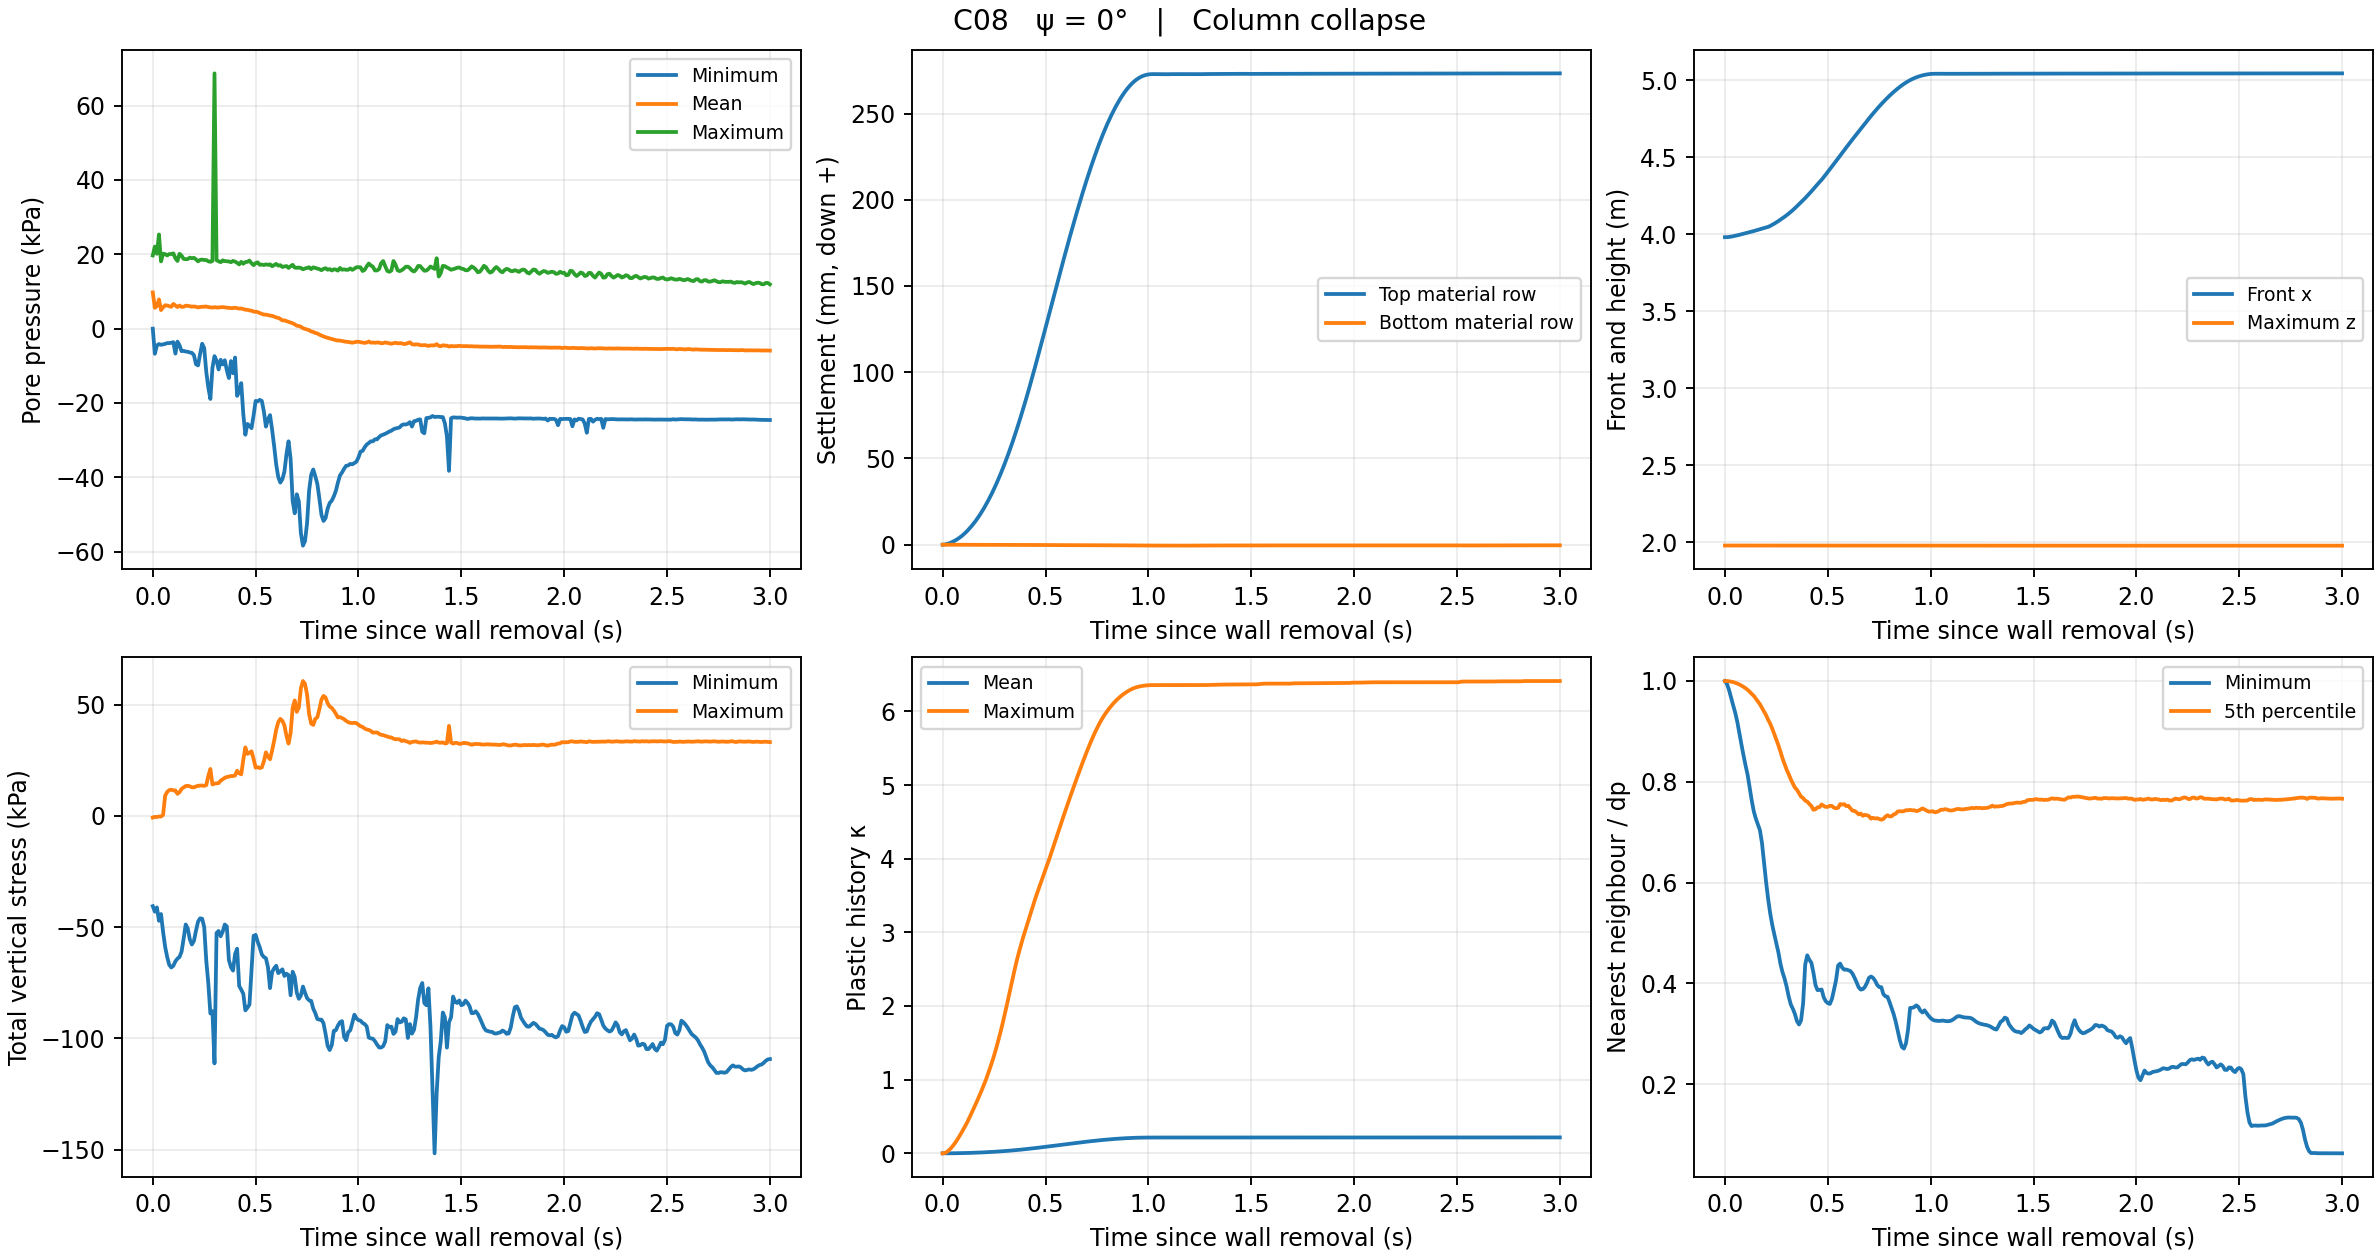 C08 ψ = 0° | Column collapse
Pore pressure (kPa)
60
40
20
0
−20
−40
−60
Minimum
Mean
Maximum
0.0 0.5 1.0 1.5 2.0 2.5 3.0
Time since wall removal (s)
Settlement (mm, down +)
250
200
150
100
50
0
Top material row
Bottom material row
0.0 0.5 1.0 1.5 2.0 2.5 3.0
Time since wall removal (s)
Front and height (m)
5.0
4.5
4.0
3.5
3.0
2.5
2.0
Front x
Maximum z
0.0 0.5 1.0 1.5 2.0 2.5 3.0
Time since wall removal (s)
Total vertical stress (kPa)
50
0
−50
−100
−150
Minimum
Maximum
0.0 0.5 1.0 1.5 2.0 2.5 3.0
Time since wall removal (s)
Plastic history κ
6
5
4
3
2
1
0
Mean
Maximum
0.0 0.5 1.0 1.5 2.0 2.5 3.0
Time since wall removal (s)
Nearest neighbour / dp
1.0
0.8
0.6
0.4
0.2
Minimum
5th percentile
0.0 0.5 1.0 1.5 2.0 2.5 3.0
Time since wall removal (s)